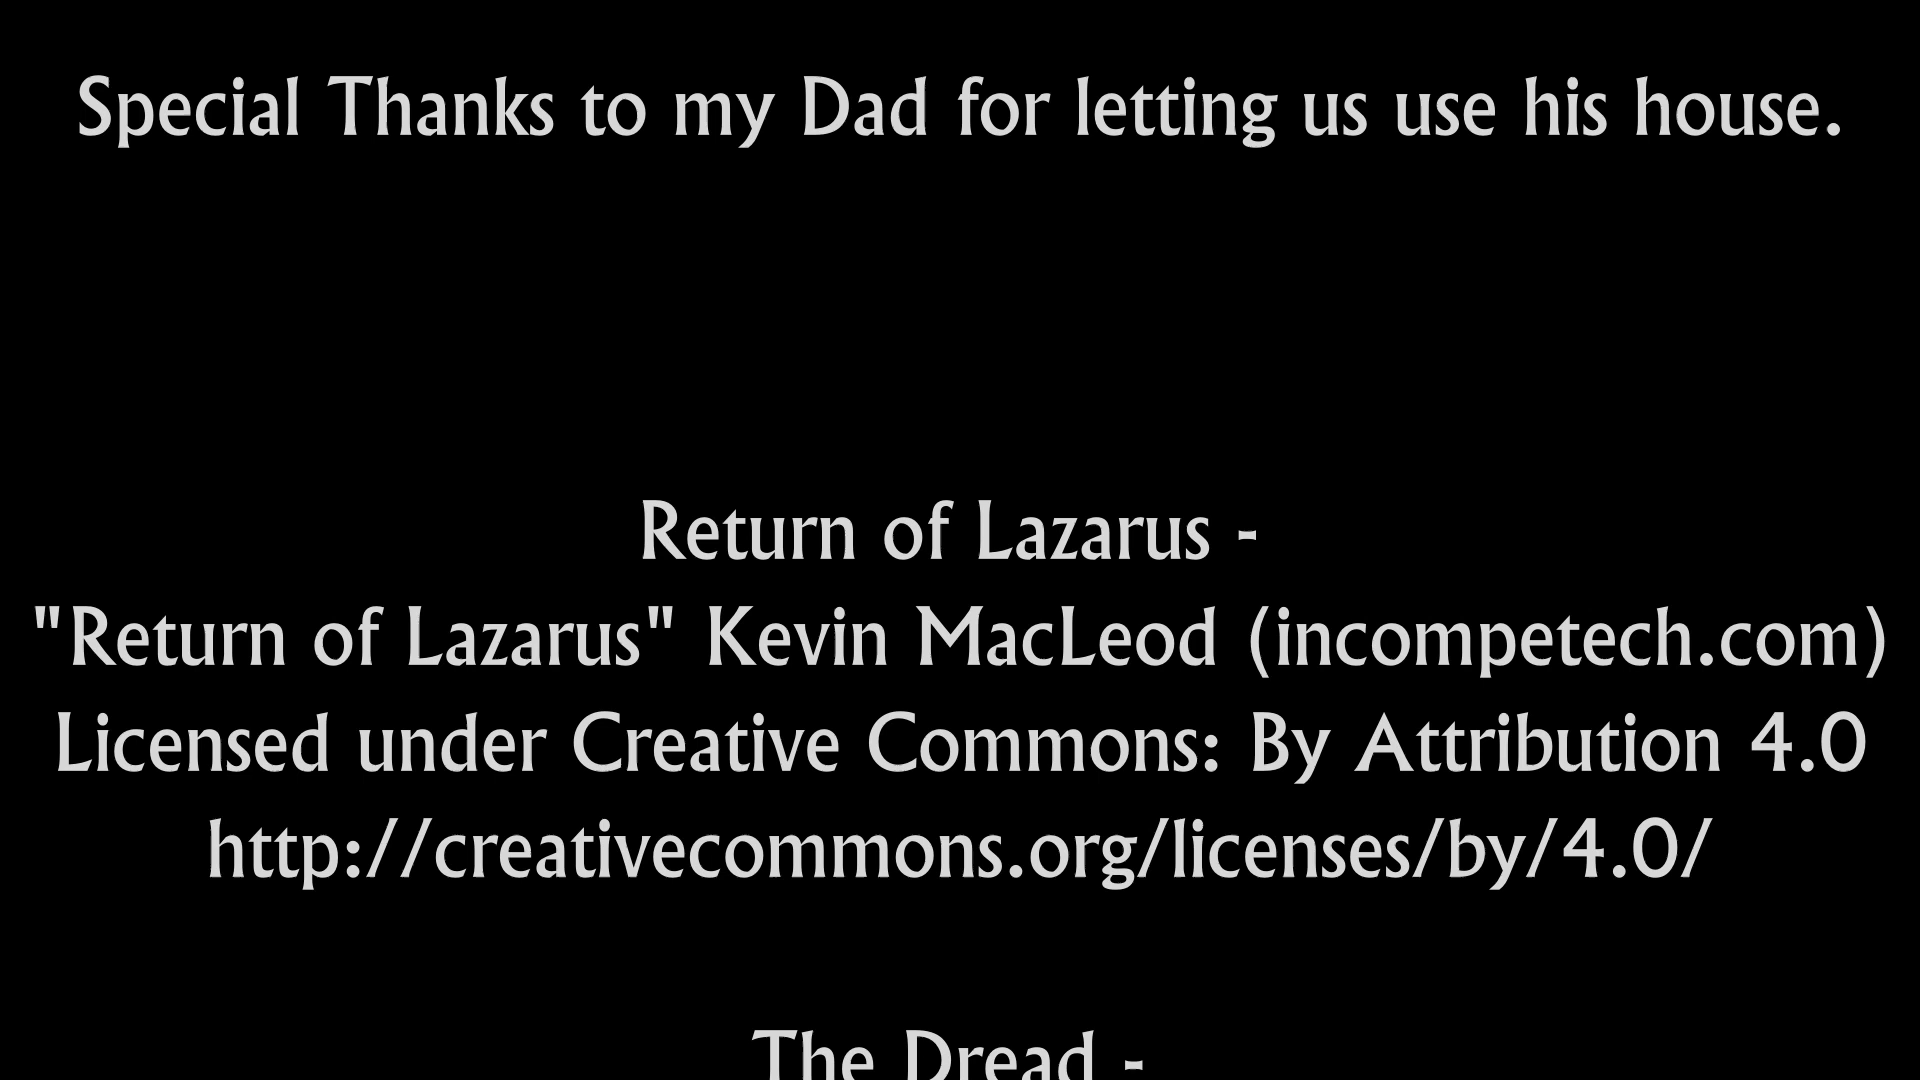 Special Thanks to my Dad for letting us use his house.
Return of Lazarus -
"Return of Lazarus" Kevin MacLeod (incompetech.com)
Licensed under Creative Commons: By Attribution 4.0
http://creativecommons.org/licenses/by/4.0/
The Dread -